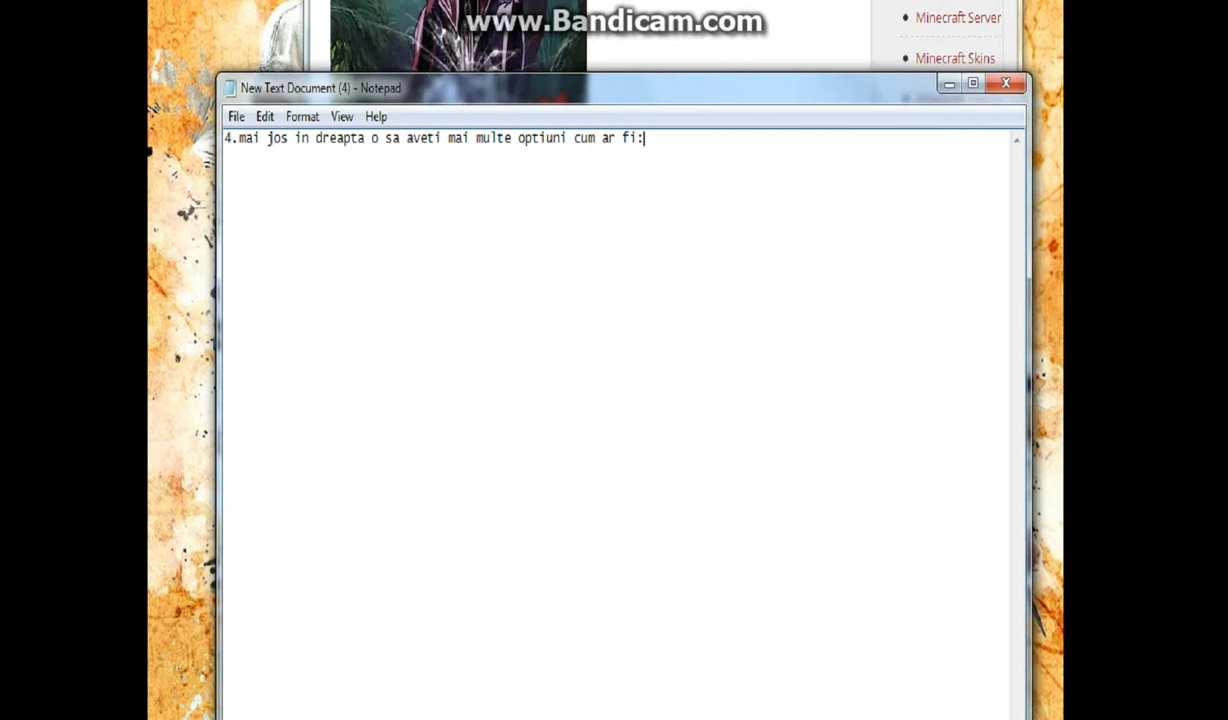 www.Bandicam.com
Minecraft Server
Minecraft Skins
New Text Document (4) - Notepad
File Edit Format View Help
4.mai jos in dreapta o sa aveti mai multe optiuni cum ar fi: